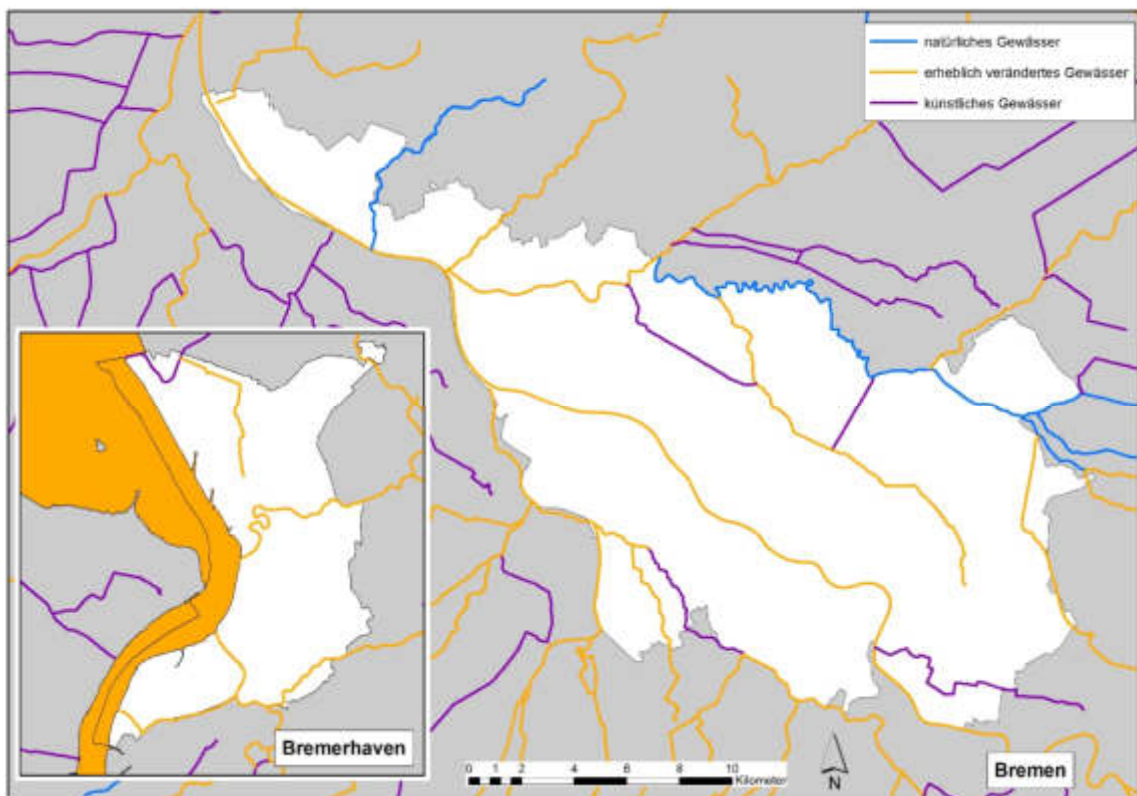 natürliches Gewässer
erheblich verändertes Gewässer
künstliches Gewässer
Bremerhaven
0 1 2 4 6 8 10
Kilometer
N
Bremen